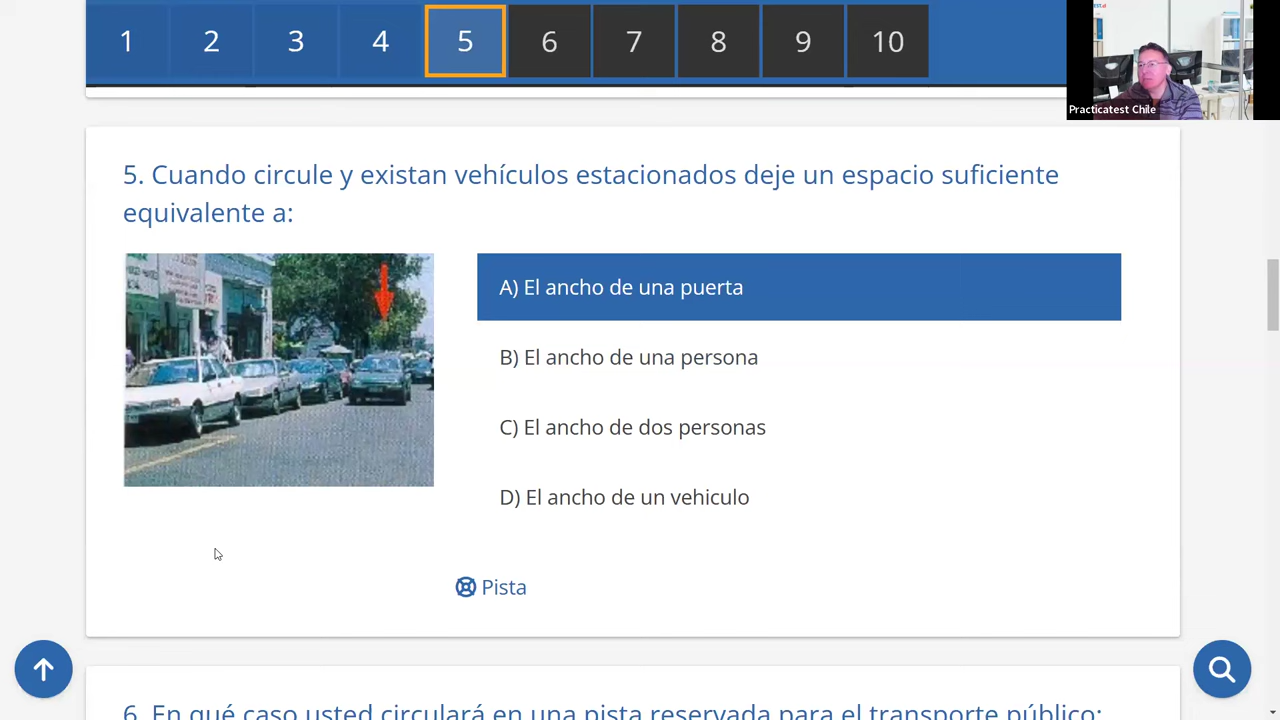 1 2 3 4 5 6 7 8 9 10
Practicatest Chile
5. Cuando circule y existan vehículos estacionados deje un espacio suficiente
equivalente a:
A) El ancho de una puerta
B) El ancho de una persona
C) El ancho de dos personas
D) El ancho de un vehiculo
Pista
6. En qué caso usted circulará en una pista reservada para el transporte público: